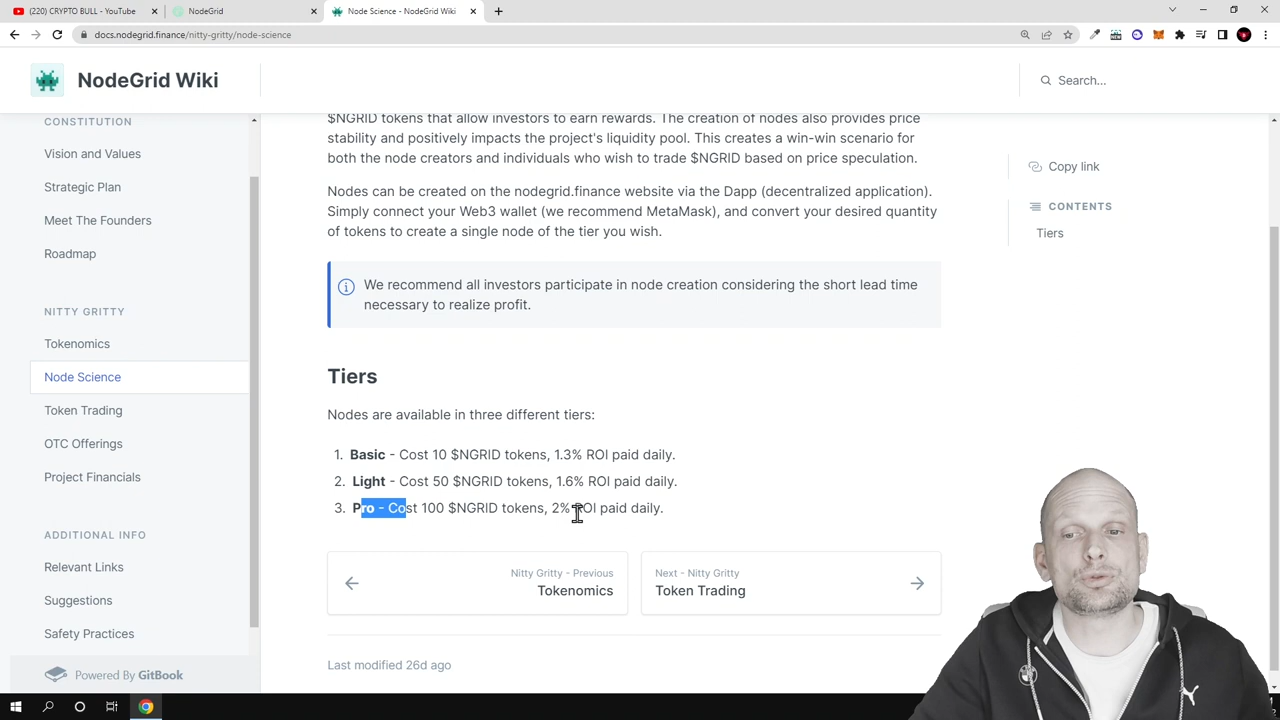 (220) CRYPTO BULL - YouTube
NodeGrid
Node Science - NodeGrid Wiki
docs.nodegrid.finance/nitty-gritty/node-science
NodeGrid Wiki
Search...
CONSTITUTION
Vision and Values
Strategic Plan
Meet The Founders
Roadmap
NITTY GRITTY
Tokenomics
Node Science
Token Trading
OTC Offerings
Project Financials
ADDITIONAL INFO
Relevant Links
Suggestions
Safety Practices
Powered By GitBook
$NGRID tokens that allow investors to earn rewards. The creation of nodes also provides price
stability and positively impacts the project's liquidity pool. This creates a win-win scenario for
both the node creators and individuals who wish to trade $NGRID based on price speculation.
Nodes can be created on the nodegrid.finance website via the Dapp (decentralized application).
Simply connect your Web3 wallet (we recommend MetaMask), and convert your desired quantity
of tokens to create a single node of the tier you wish.
We recommend all investors participate in node creation considering the short lead time
necessary to realize profit.
Tiers
Nodes are available in three different tiers:
1. Basic - Cost 10 $NGRID tokens, 1.3% ROI paid daily.
2. Light - Cost 50 $NGRID tokens, 1.6% ROI paid daily.
3. Pro - Cost 100 $NGRID tokens, 2% ROI paid daily.
Nitty Gritty - Previous
Tokenomics
Next - Nitty Gritty
Token Trading
Last modified 26d ago
Copy link
CONTENTS
Tiers